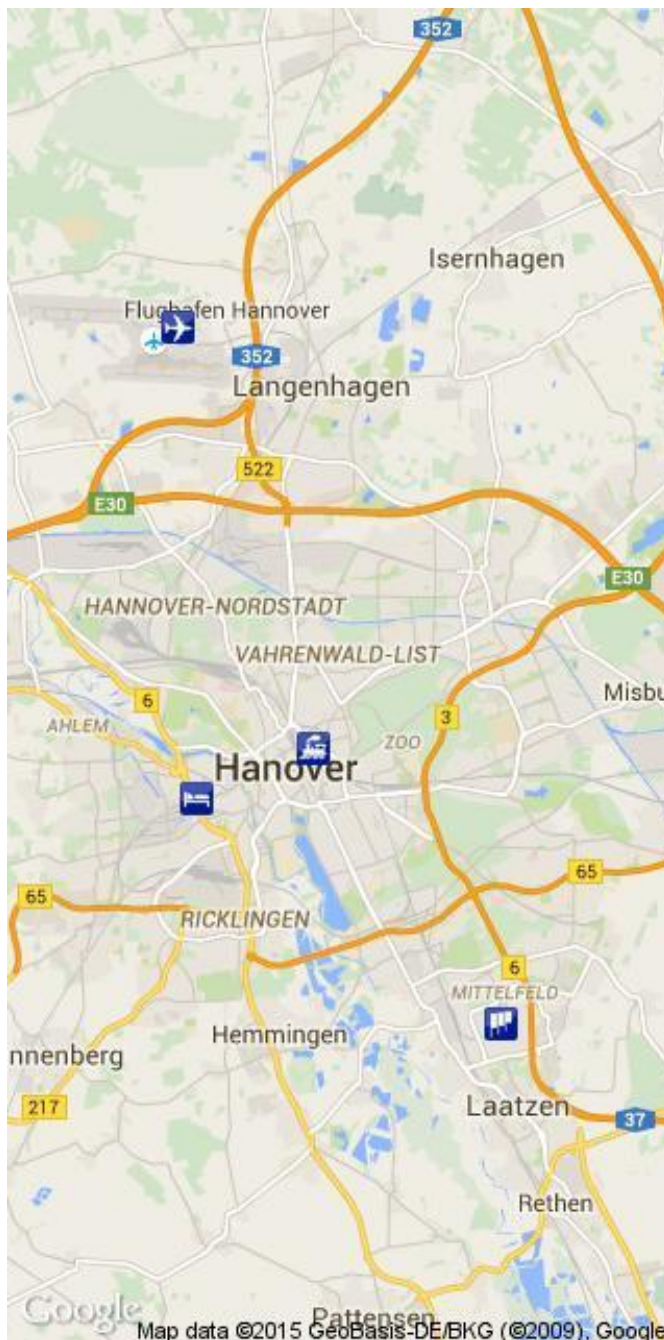 352
Isernhagen
Flughafen Hannover
352
Langenhagen
522
E30
E30
HANNOVER-NORDSTADT
VAHRENWALD-LIST
Misbu
6
3
AHLEM
ZOO
Hanover
65
65
RICKLINGEN
6
MITTELFELD
Hemmingen
nnenberg
217
Laatzen
37
Rethen
Google
Pattensen
Map data ©2015 GeoBasis-DE/BKG (©2009), Google